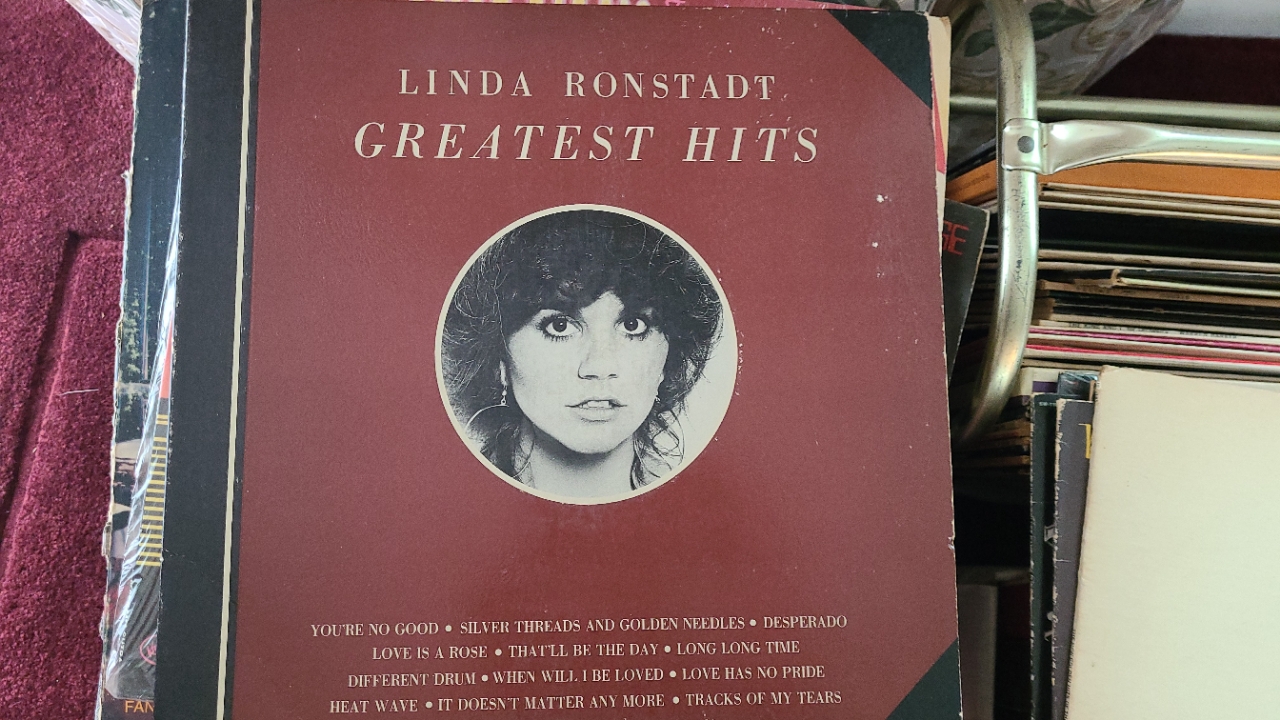 LINDA RONSTADT
GREATEST HITS
YOU'RE NO GOOD • SILVER THREADS AND GOLDEN NEEDLES • DESPERADO
LOVE IS A ROSE • THAT'LL BE THE DAY • LONG LONG TIME
DIFFERENT DRUM • WHEN WILL I BE LOVED • LOVE HAS NO PRIDE
HEAT WAVE • IT DOESN'T MATTER ANY MORE • TRACKS OF MY TEARS